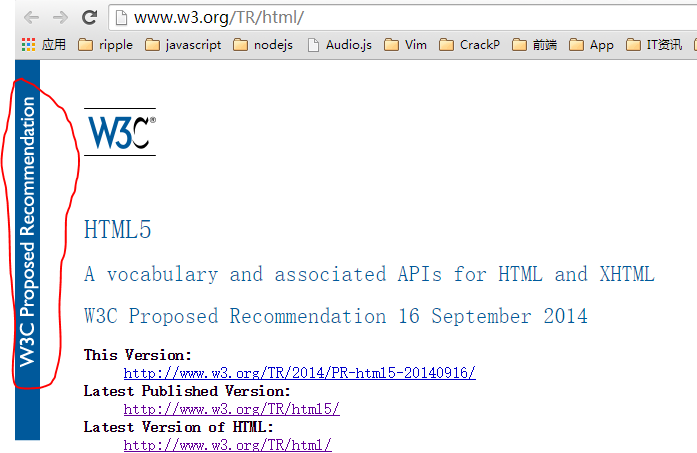 www.w3.org/TR/html/
应用 ripple javascript nodejs Audio.js Vim CrackP 前端 App IT资讯
W3C Proposed Recommendation
W3C®
HTML5
A vocabulary and associated APIs for HTML and XHTML
W3C Proposed Recommendation 16 September 2014
This Version:
http://www.w3.org/TR/2014/PR-html5-20140916/
Latest Published Version:
http://www.w3.org/TR/html5/
Latest Version of HTML:
http://www.w3.org/TR/html/